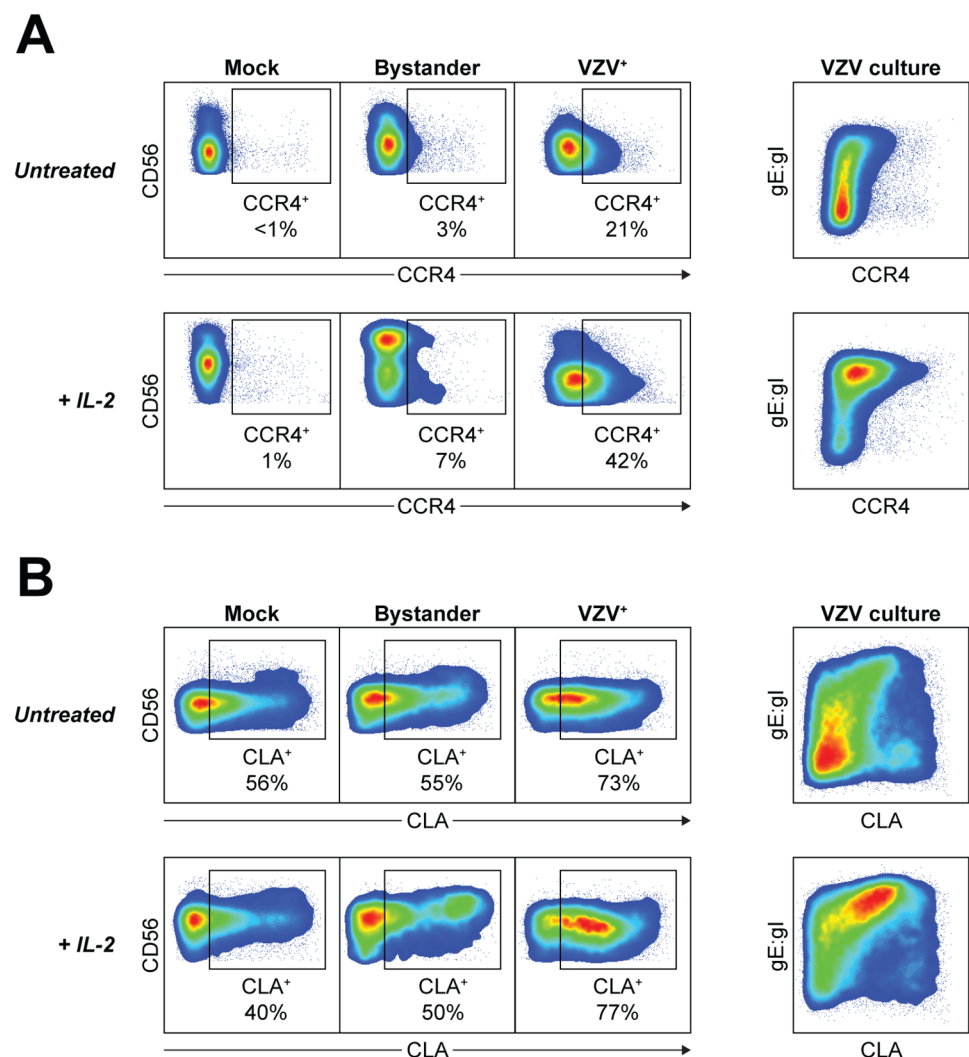 A
Mock Bystander VZV⁺ VZV culture
Untreated
CD56
CCR4⁺ CCR4⁺ CCR4⁺
<1% 3% 21%
CCR4
gE:gI
CCR4
+ IL-2
CD56
CCR4⁺ CCR4⁺ CCR4⁺
1% 7% 42%
CCR4
gE:gI
CCR4
B
Mock Bystander VZV⁺ VZV culture
Untreated
CD56
CLA⁺ CLA⁺ CLA⁺
56% 55% 73%
CLA
gE:gI
CLA
+ IL-2
CD56
CLA⁺ CLA⁺ CLA⁺
40% 50% 77%
CLA
gE:gI
CLA